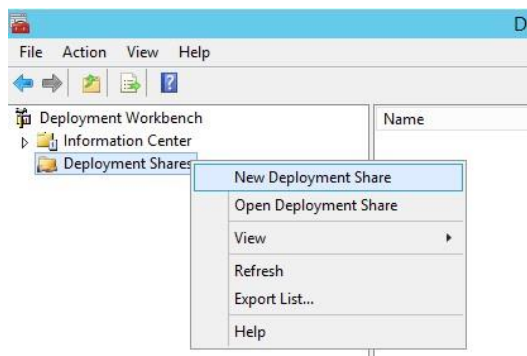 D
File Action View Help
Deployment Workbench
Name
Information Center
Deployment Shares
New Deployment Share
Open Deployment Share
View
Refresh
Export List...
Help